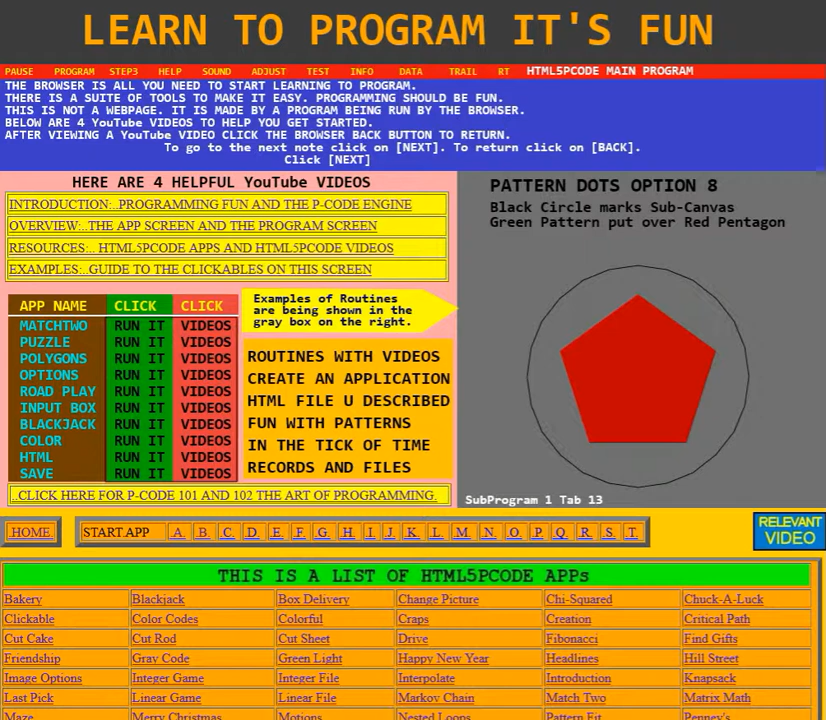 LEARN TO PROGRAM IT'S FUN
PAUSE PROGRAM STEP3 HELP SOUND ADJUST TEST INFO DATA TRAIL RT HTML5PCODE MAIN PROGRAM
THE BROWSER IS ALL YOU NEED TO START LEARNING TO PROGRAM.
THERE IS A SUITE OF TOOLS TO MAKE IT EASY. PROGRAMMING SHOULD BE FUN.
THIS IS NOT A WEBPAGE. IT IS MADE BY A PROGRAM BEING RUN BY THE BROWSER.
BELOW ARE 4 YouTube VIDEOS TO HELP YOU GET STARTED.
AFTER VIEWING A YouTube VIDEO CLICK THE BROWSER BACK BUTTON TO RETURN.
To go to the next note click on [NEXT]. To return click on [BACK].
Click [NEXT]
HERE ARE 4 HELPFUL YouTube VIDEOS
INTRODUCTION:..PROGRAMMING FUN AND THE P-CODE ENGINE
OVERVIEW:..THE APP SCREEN AND THE PROGRAM SCREEN
RESOURCES:.. HTML5PCODE APPS AND HTML5PCODE VIDEOS
EXAMPLES:..GUIDE TO THE CLICKABLES ON THIS SCREEN
APP NAME CLICK CLICK
MATCHTWO RUN IT VIDEOS
PUZZLE RUN IT VIDEOS
POLYGONS RUN IT VIDEOS
OPTIONS RUN IT VIDEOS
ROAD PLAY RUN IT VIDEOS
INPUT BOX RUN IT VIDEOS
BLACKJACK RUN IT VIDEOS
COLOR RUN IT VIDEOS
HTML RUN IT VIDEOS
SAVE RUN IT VIDEOS
Examples of Routines
are being shown in the
gray box on the right.
ROUTINES WITH VIDEOS
CREATE AN APPLICATION
HTML FILE U DESCRIBED
FUN WITH PATTERNS
IN THE TICK OF TIME
RECORDS AND FILES
..CLICK HERE FOR P-CODE 101 AND 102 THE ART OF PROGRAMMING.
PATTERN DOTS OPTION 8
Black Circle marks Sub-Canvas
Green Pattern put over Red Pentagon
SubProgram 1 Tab 13
.HOME. START.APP .A. .B. .C. .D. .E. .F. .G. .H. .I. .J. .K. .L. .M. .N. .O. .P. .Q. .R. .S. .T.
RELEVANT
VIDEO
THIS IS A LIST OF HTML5PCODE APPs
Bakery Blackjack Box Delivery Change Picture Chi-Squared Chuck-A-Luck
Clickable Color Codes Colorful Craps Creation Critical Path
Cut Cake Cut Rod Cut Sheet Drive Fibonacci Find Gifts
Friendship Gray Code Green Light Happy New Year Headlines Hill Street
Image Options Integer Game Integer File Interpolate Introduction Knapsack
Last Pick Linear Game Linear File Markov Chain Match Two Matrix Math
Maze Merry Christmas Motions Nested Loops Pattern Fit Penney's